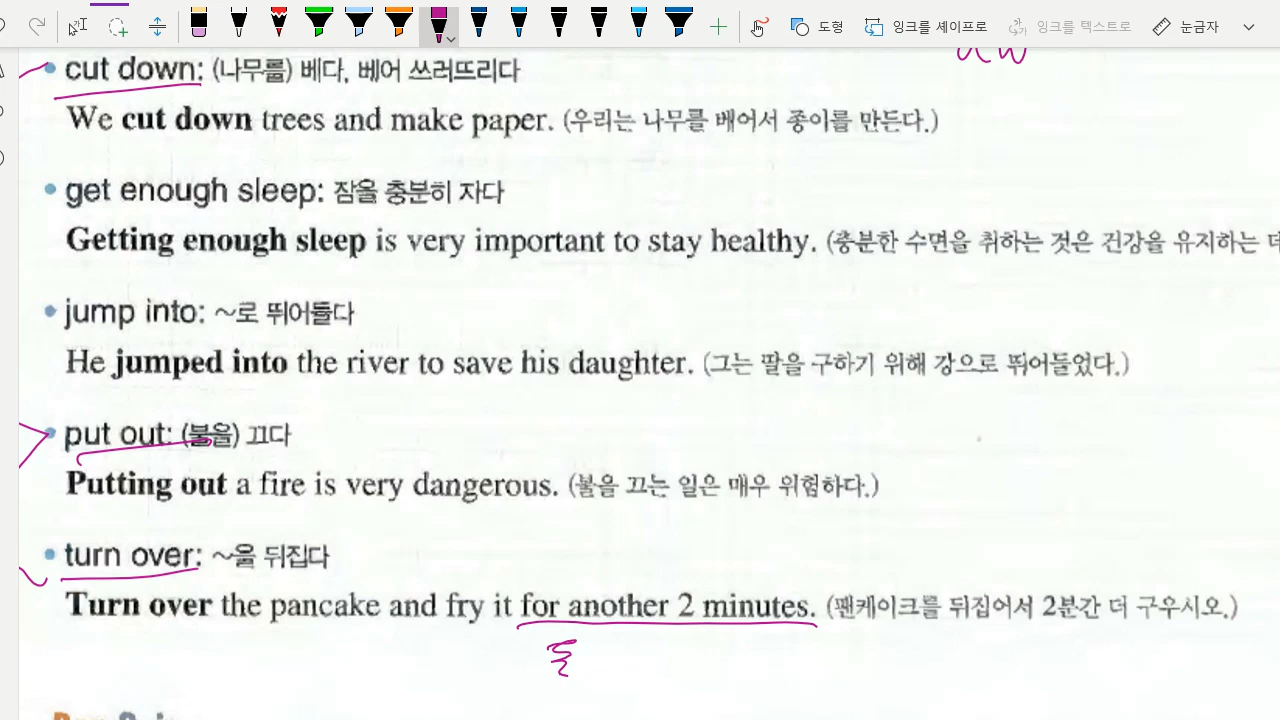 도형 잉크를 셰이프로 잉크를 텍스트로 눈금자
cut down: (나무를) 베다, 베어 쓰러뜨리다
We cut down trees and make paper. (우리는 나무를 배어서 종이를 만든다.)
get enough sleep: 잠을 충분히 자다
Getting enough sleep is very important to stay healthy. (충분한 수면을 취하는 것은 건강을 유지하는
jump into: ~로 뛰어들다
He jumped into the river to save his daughter. (그는 딸을 구하기 위해 강으로 뛰어들었다.)
put out: (불을) 끄다
Putting out a fire is very dangerous. (불을 끄는 일은 매우 위험하다.)
turn over: ~을 뒤집다
Turn over the pancake and fry it for another 2 minutes. (팬케이크를 뒤집어서 2분간 더 구우시오.)